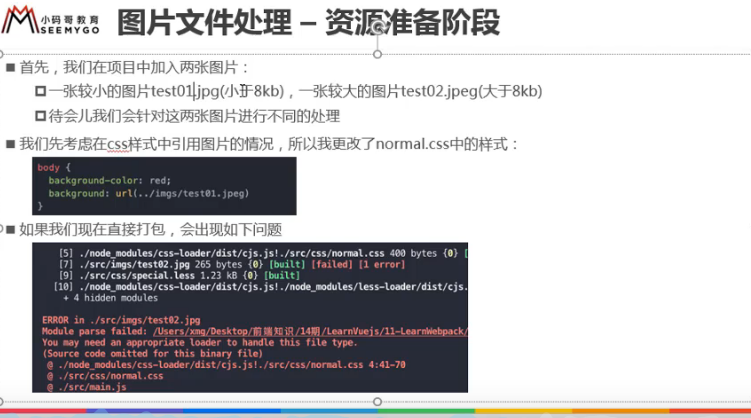 小码哥教育
SEEMYGO
图片文件处理 – 资源准备阶段
首先，我们在项目中加入两张图片：
一张较小的图片test01.jpg(小于8kb)，一张较大的图片test02.jpeg(大于8kb)
待会儿我们会针对这两张图片进行不同的处理
我们先考虑在css样式中引用图片的情况，所以我更改了normal.css中的样式：
body {
background-color: red;
background: url(../imgs/test01.jpeg)
}
如果我们现在直接打包，会出现如下问题
[5] ./node_modules/css-loader/dist/cjs.js!./src/css/normal.css 400 bytes {0} [
[7] ./src/imgs/test02.jpg 265 bytes {0} [built] [failed] [1 error]
[9] ./src/css/special.less 1.23 kB {0} [built]
[10] ./node_modules/css-loader/dist/cjs.js!./node_modules/less-loader/dist/cjs.
+ 4 hidden modules
ERROR in ./src/imgs/test02.jpg
Module parse failed: /Users/xmg/Desktop/前端知识/14期/LearnVuejs/11-LearnWebpack/
You may need an appropriate loader to handle this file type.
(Source code omitted for this binary file)
@ ./node_modules/css-loader/dist/cjs.js!./src/css/normal.css 4:41-70
@ ./src/css/normal.css
@ ./src/main.js